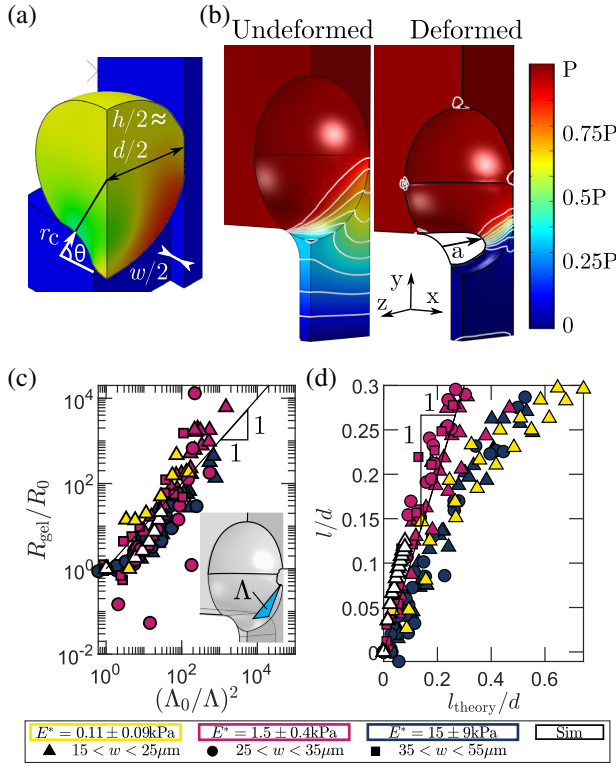 (a)
h/2≈
d/2
r_C
θ
w/2
(b)
Undeformed
Deformed
a
y
z
x
P
0.75P
0.5P
0.25P
0
(c)
R_gel/R_0
10^4
10^2
10^0
10^-2
1
1
Λ
10^0 10^2 10^4
(Λ_0/Λ)^2
(d)
l/d
0.3
0.25
0.2
0.15
0.1
0.05
0
1
1
0 0.2 0.4 0.6
l_theory/d
E* = 0.11 ± 0.09kPa E* = 1.5 ± 0.4kPa E* = 15 ± 9kPa Sim
15 < w < 25μm 25 < w < 35μm 35 < w < 55μm